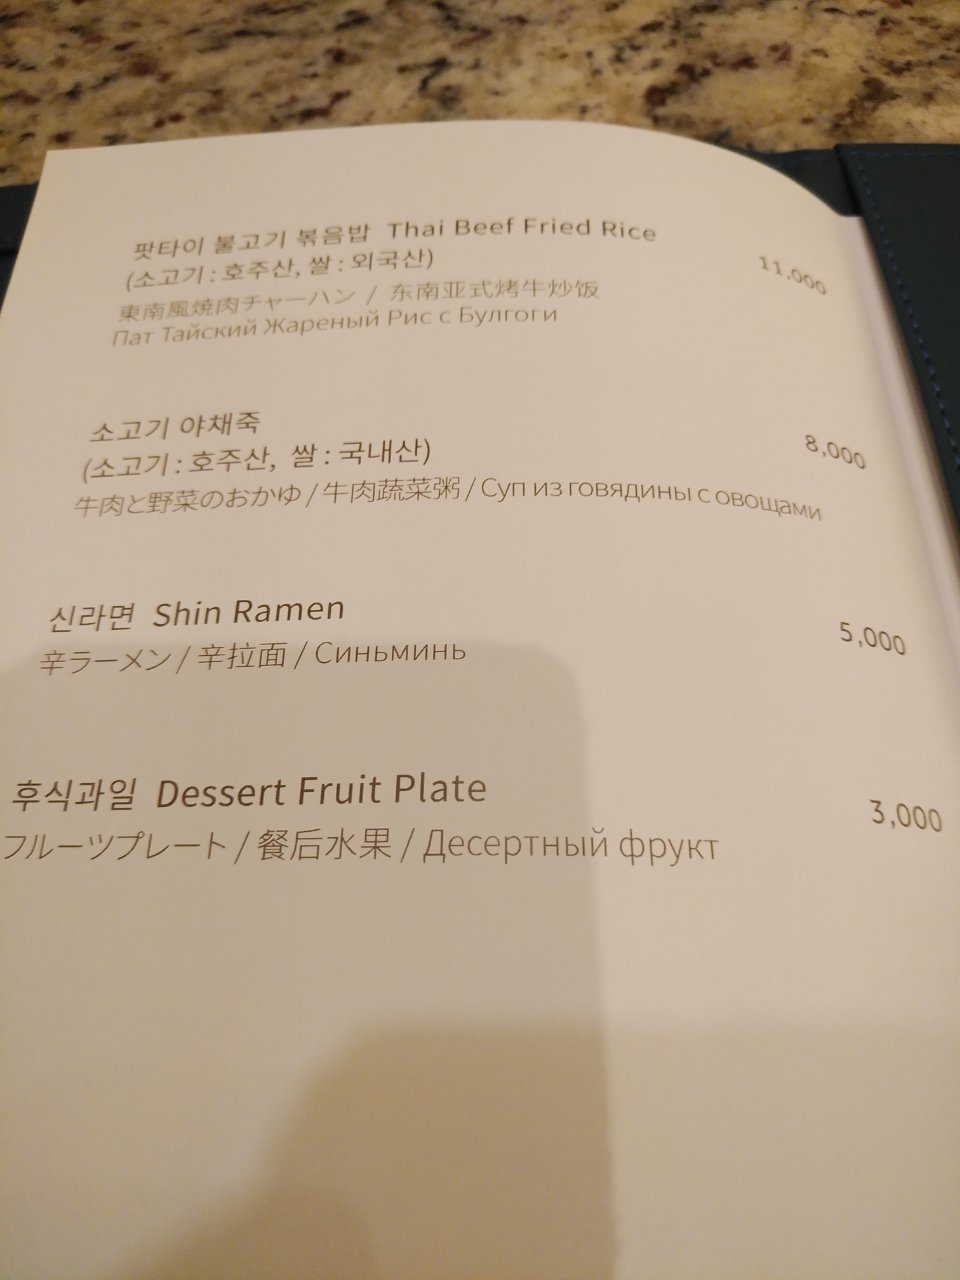 팟타이 불고기 볶음밥 Thai Beef Fried Rice
(소고기 : 호주산, 쌀 : 외국산)
11,000
東南風焼肉チャーハン / 东南亚式烤牛炒饭
Пат Тайский Жареный Рис с Булгоги
소고기 야채죽
(소고기 : 호주산, 쌀 : 국내산)
8,000
牛肉と野菜のおかゆ / 牛肉蔬菜粥 / Суп из говядины с овощами
신라면 Shin Ramen
5,000
辛ラーメン / 辛拉面 / Синьминь
후식과일 Dessert Fruit Plate
3,000
フルーツプレート / 餐后水果 / Десертный фрукт